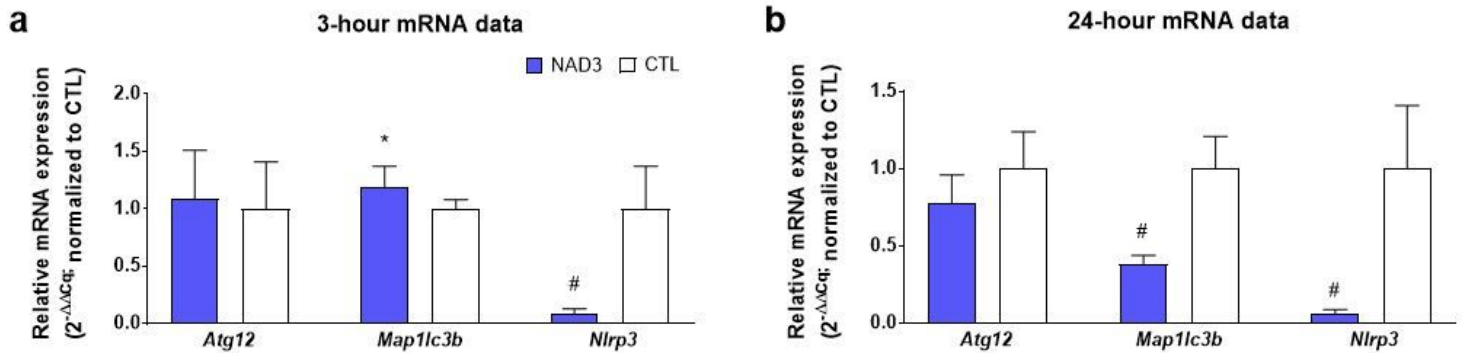 a
3-hour mRNA data
NAD3 CTL
Relative mRNA expression
(2-ΔΔCq; normalized to CTL)
2.0
1.5
1.0
0.5
0.0
*
#
Atg12 Map1lc3b Nlrp3
b
24-hour mRNA data
Relative mRNA expression
(2-ΔΔCq; normalized to CTL)
1.5
1.0
0.5
0.0
#
#
Atg12 Map1lc3b Nlrp3